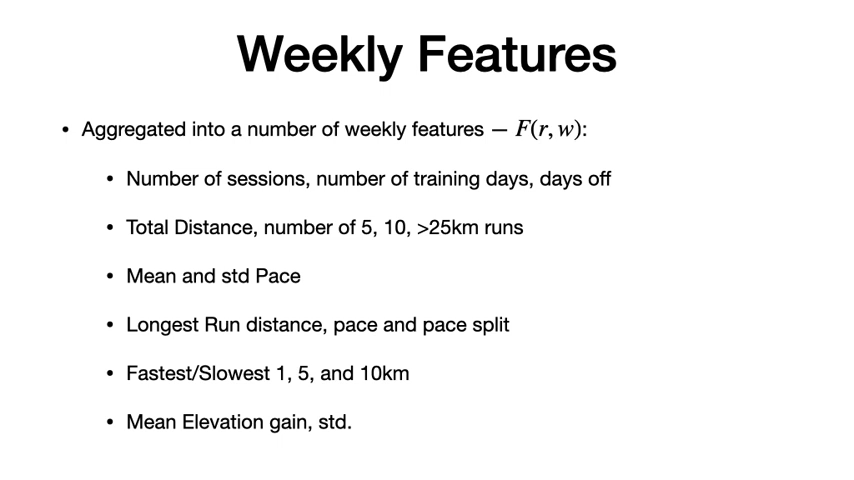 Weekly Features
• Aggregated into a number of weekly features — F(r, w):
• Number of sessions, number of training days, days off
• Total Distance, number of 5, 10, >25km runs
• Mean and std Pace
• Longest Run distance, pace and pace split
• Fastest/Slowest 1, 5, and 10km
• Mean Elevation gain, std.